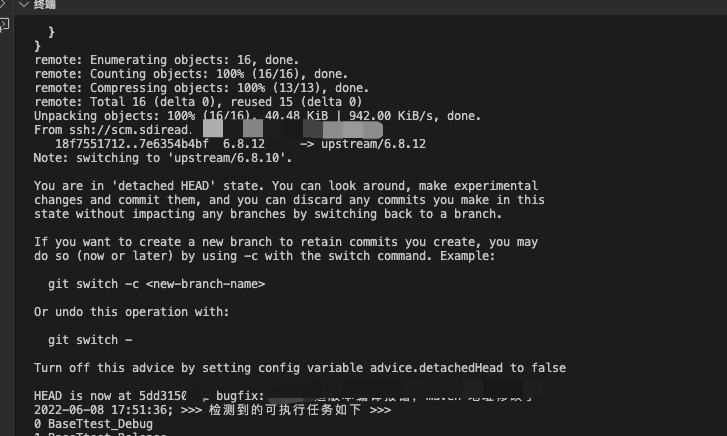 终端
}
}
remote: Enumerating objects: 16, done.
remote: Counting objects: 100% (16/16), done.
remote: Compressing objects: 100% (13/13), done.
remote: Total 16 (delta 0), reused 15 (delta 0)
Unpacking objects: 100% (16/16), 40.48 KiB | 942.00 KiB/s, done.
From ssh://scm.sdiread.
18f7551712..7e6354b4bf 6.8.12 -> upstream/6.8.12
Note: switching to 'upstream/6.8.10'.
You are in 'detached HEAD' state. You can look around, make experimental
changes and commit them, and you can discard any commits you make in this
state without impacting any branches by switching back to a branch.
If you want to create a new branch to retain commits you create, you may
do so (now or later) by using -c with the switch command. Example:
git switch -c <new-branch-name>
Or undo this operation with:
git switch -
Turn off this advice by setting config variable advice.detachedHead to false
HEAD is now at 5dd3150 bugfix:
2022-06-08 17:51:36; >>> 检测到的可执行任务如下 >>>
0 BaseTtest_Debug
1 BaseTtest_Release